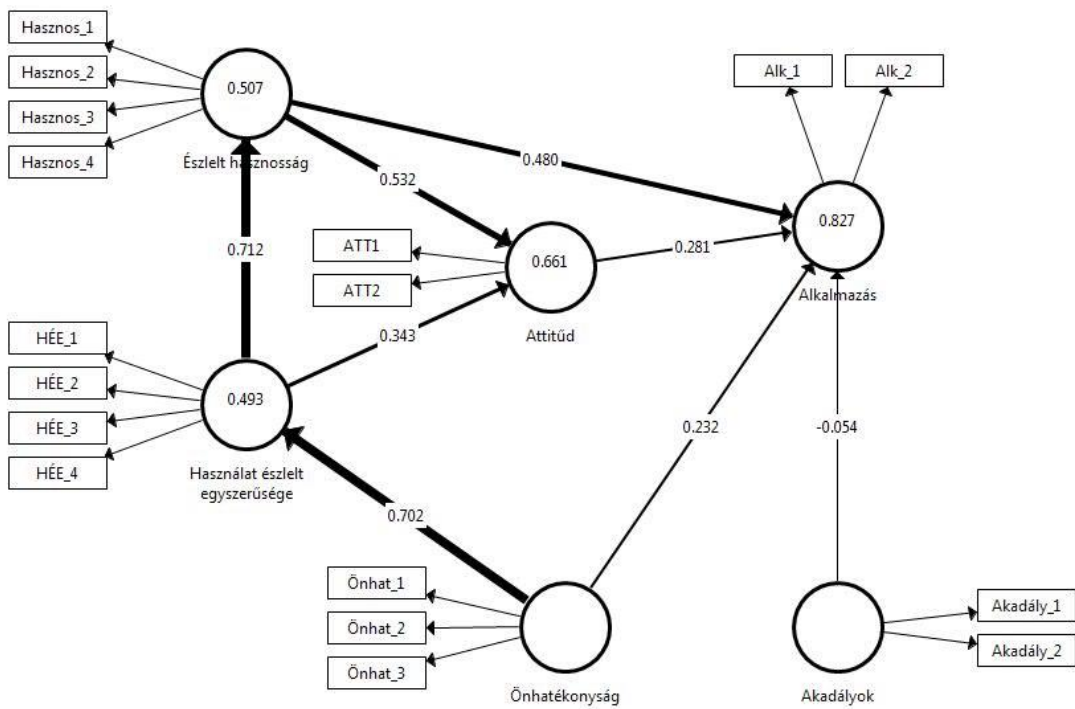 Hasznos_1
Hasznos_2
Hasznos_3
Hasznos_4
0.507
Észlelt hasznosság
Alk_1
Alk_2
0.480
0.532
0.827
Alkalmazás
ATT1
ATT2
0.661
Attitűd
0.281
0.712
0.343
HÉE_1
HÉE_2
HÉE_3
HÉE_4
0.493
Használat észlelt
egyszerűsége
0.232
-0.054
0.702
Önhat_1
Önhat_2
Önhat_3
Önhatékonyság
Akadályok
Akadály_1
Akadály_2